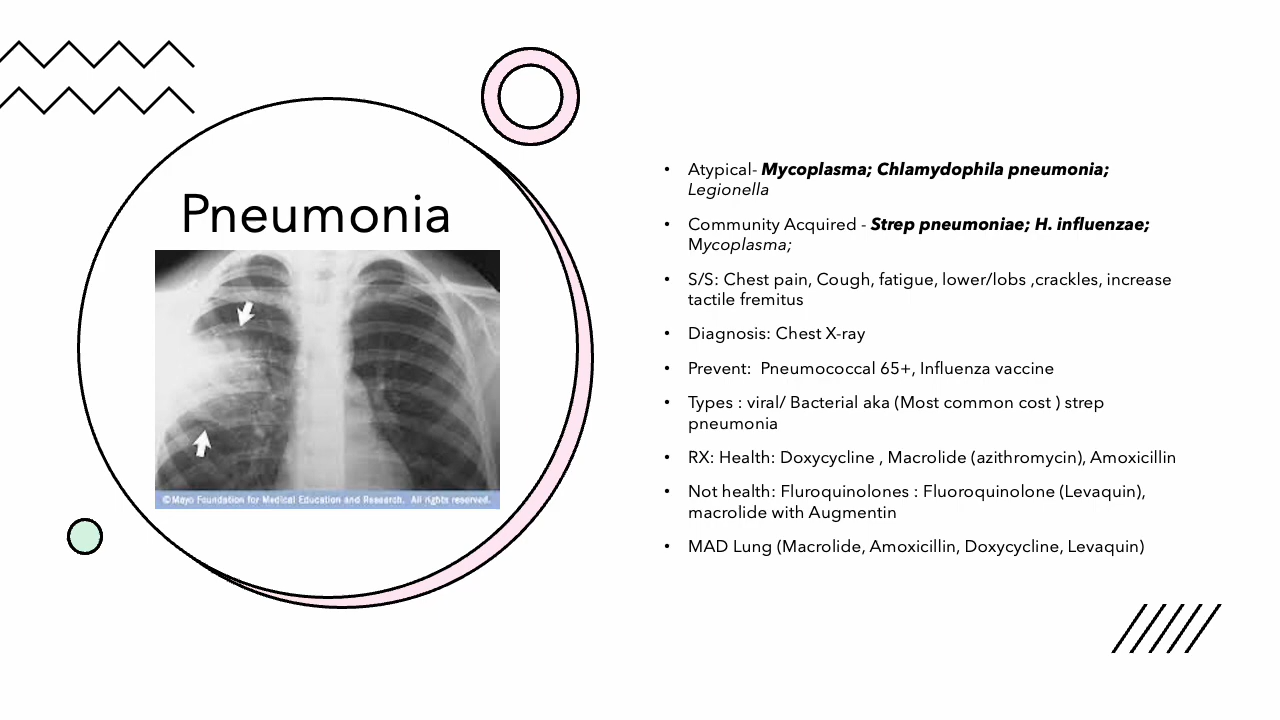 Pneumonia
©Mayo Foundation for Medical Education and Research. All rights reserved.
• Atypical- Mycoplasma; Chlamydophila pneumonia;
Legionella
• Community Acquired - Strep pneumoniae; H. influenzae;
Mycoplasma;
• S/S: Chest pain, Cough, fatigue, lower/lobs ,crackles, increase
tactile fremitus
• Diagnosis: Chest X-ray
• Prevent:  Pneumococcal 65+, Influenza vaccine
• Types : viral/ Bacterial aka (Most common cost ) strep
pneumonia
• RX: Health: Doxycycline , Macrolide (azithromycin), Amoxicillin
• Not health: Fluroquinolones : Fluoroquinolone (Levaquin),
macrolide with Augmentin
• MAD Lung (Macrolide, Amoxicillin, Doxycycline, Levaquin)